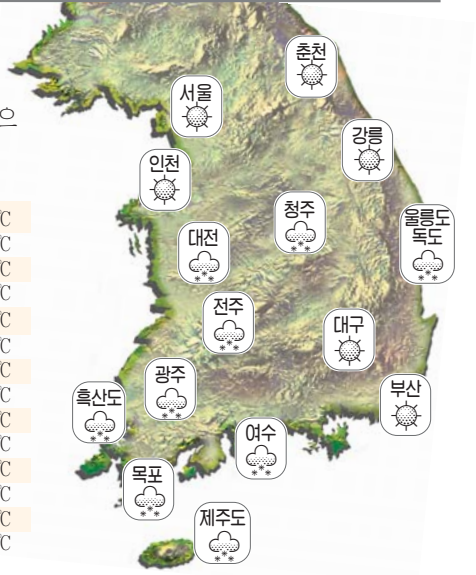 춘천
서울
으
강릉
인천
청주
울릉도
독도
대전
℃
℃
℃
℃
℃
℃
℃
℃
℃
℃
℃
℃
℃
℃
전주
대구
광주
흑산도
부산
여수
목포
제주도